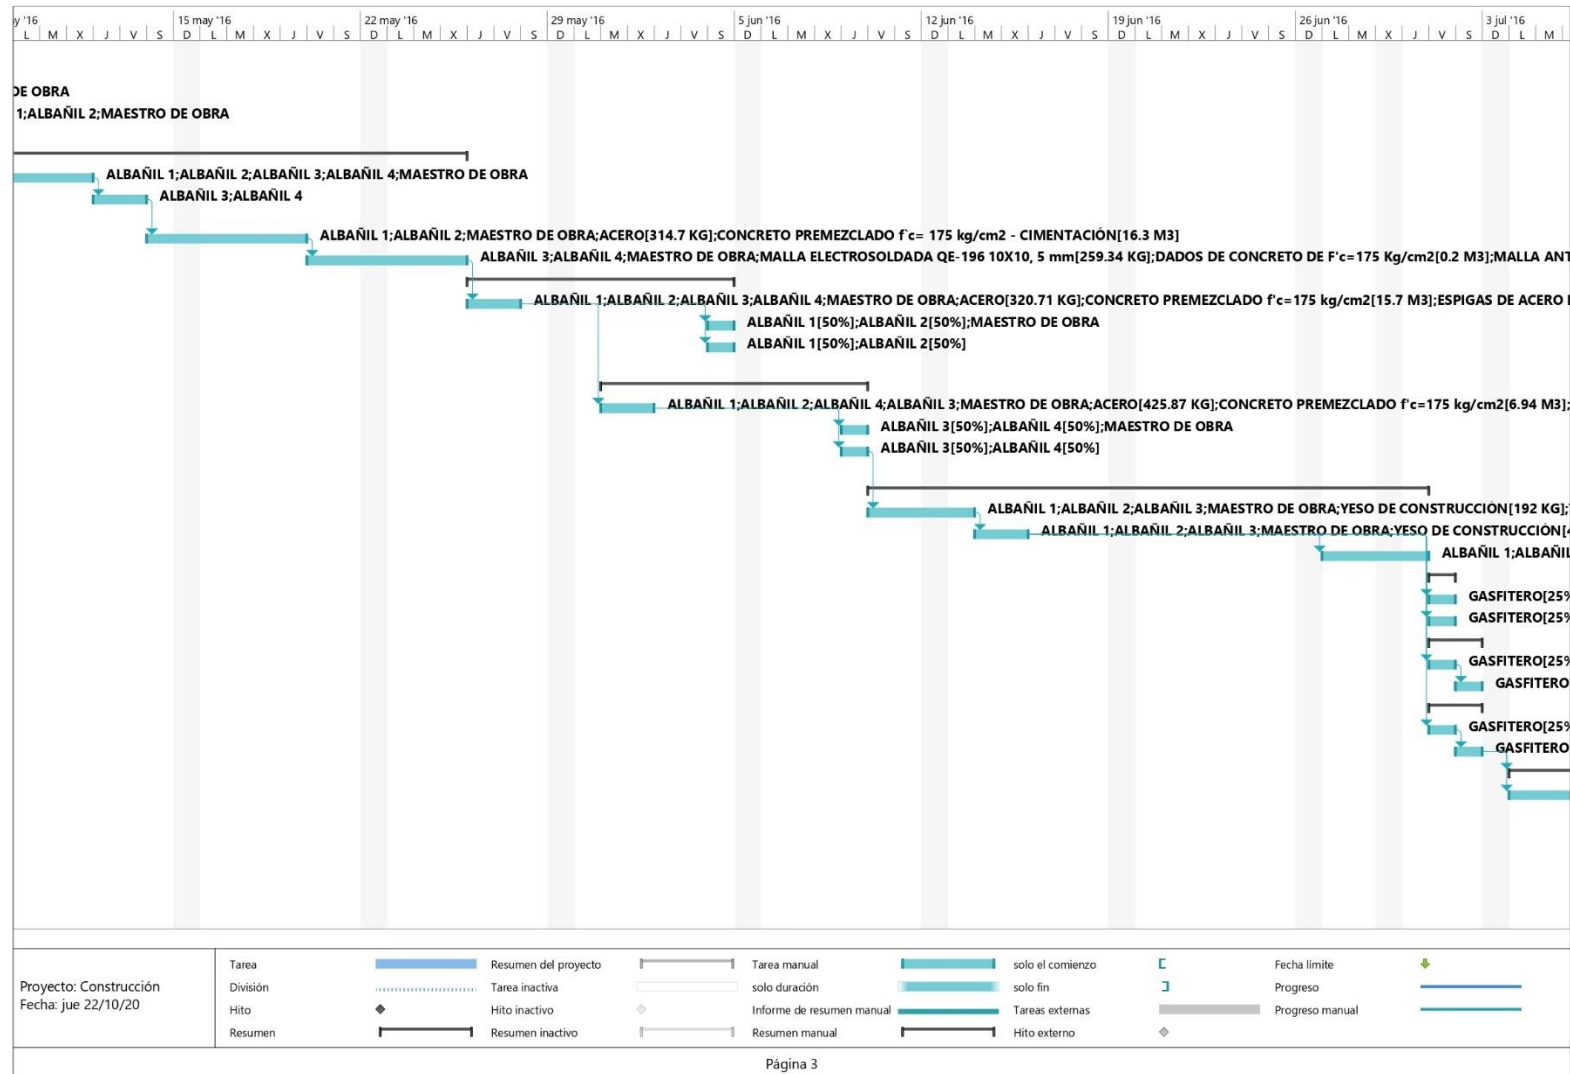 y '16 15 may '16 22 may '16 29 may '16 5 jun '16 12 jun '16 19 jun '16 26 jun '16 3 jul '16
L M X J V S D L M X J V S D L M X J V S D L M X J V S D L M X J V S D L M X J V S D L M X J V S D L M X J V S D L M
DE OBRA
1;ALBAÑIL 2;MAESTRO DE OBRA
ALBAÑIL 1;ALBAÑIL 2;ALBAÑIL 3;ALBAÑIL 4;MAESTRO DE OBRA
ALBAÑIL 3;ALBAÑIL 4
ALBAÑIL 1;ALBAÑIL 2;MAESTRO DE OBRA;ACERO[314.7 KG];CONCRETO PREMEZCLADO f`c= 175 kg/cm2 - CIMENTACIÓN[16.3 M3]
ALBAÑIL 3;ALBAÑIL 4;MAESTRO DE OBRA;MALLA ELECTROSOLDADA QE-196 10X10, 5 mm[259.34 KG];DADOS DE CONCRETO DE F'c=175 Kg/cm2[0.2 M3];MALLA ANT
ALBAÑIL 1;ALBAÑIL 2;ALBAÑIL 3;ALBAÑIL 4;MAESTRO DE OBRA;ACERO[320.71 KG];CONCRETO PREMEZCLADO f'c=175 kg/cm2[15.7 M3];ESPIGAS DE ACERO
ALBAÑIL 1[50%];ALBAÑIL 2[50%];MAESTRO DE OBRA
ALBAÑIL 1[50%];ALBAÑIL 2[50%]
ALBAÑIL 1;ALBAÑIL 2;ALBAÑIL 4;ALBAÑIL 3;MAESTRO DE OBRA;ACERO[425.87 KG];CONCRETO PREMEZCLADO f'c=175 kg/cm2[6.94 M3];
ALBAÑIL 3[50%];ALBAÑIL 4[50%];MAESTRO DE OBRA
ALBAÑIL 3[50%];ALBAÑIL 4[50%]
ALBAÑIL 1;ALBAÑIL 2;ALBAÑIL 3;MAESTRO DE OBRA;YESO DE CONSTRUCCIÓN[192 KG];
ALBAÑIL 1;ALBAÑIL 2;ALBAÑIL 3;MAESTRO DE OBRA;YESO DE CONSTRUCCIÓN[4
ALBAÑIL 1;ALBAÑIL
GASFITERO[25%
GASFITERO[25%
GASFITERO[25%
GASFITERO
GASFITERO[25%
GASFITERO
Proyecto: Construcción
Fecha: jue 22/10/20
Tarea Resumen del proyecto Tarea manual solo el comienzo Fecha límite
División Tarea inactiva solo duración solo fin Progreso
Hito Hito inactivo Informe de resumen manual Tareas externas Progreso manual
Resumen Resumen inactivo Resumen manual Hito externo
Página 3